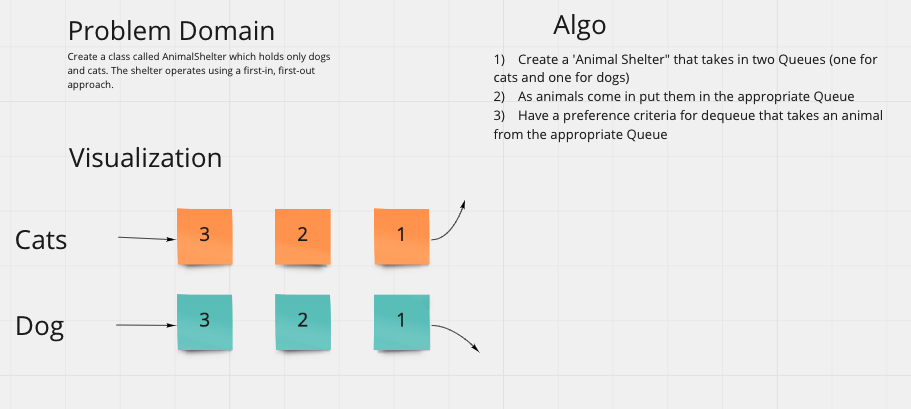 Problem Domain
Create a class called AnimalShelter which holds only dogs
and cats. The shelter operates using a first-in, first-out
approach.
Algo
1) Create a 'Animal Shelter" that takes in two Queues (one for
cats and one for dogs)
2) As animals come in put them in the appropriate Queue
3) Have a preference criteria for dequeue that takes an animal
from the appropriate Queue
Visualization
Cats 3 2 1
Dog 3 2 1